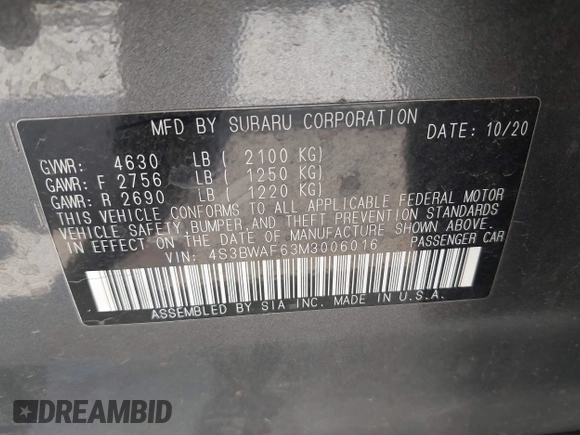 MFD BY SUBARU CORPORATION DATE: 10/20
GVWR: 4630 LB ( 2100 KG)
GAWR: F 2756 LB ( 1250 KG)
GAWR: R 2690 LB ( 1220 KG)
THIS VEHICLE CONFORMS TO ALL APPLICABLE FEDERAL MOTOR
VEHICLE SAFETY,BUMPER,AND THEFT PREVENTION STANDARDS
IN EFFECT ON THE DATE OF MANUFACTURE SHOWN ABOVE.
VIN: 4S3BWAF63M3006016 PASSENGER CAR
ASSEMBLED BY SIA INC. MADE IN U.S.A.
DREAMBID